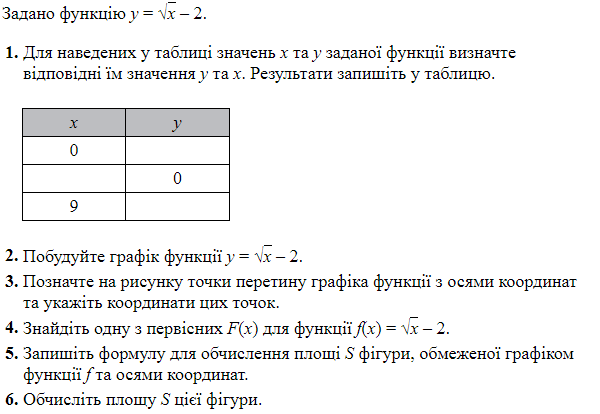 Задано функцію y = √x – 2.
1. Для наведених у таблиці значень x та y заданої функції визначте
відповідні їм значення y та x. Результати запишіть у таблицю.
x y
0
0
9
2. Побудуйте графік функції y = √x – 2.
3. Позначте на рисунку точки перетину графіка функції з осями координат
та укажіть координати цих точок.
4. Знайдіть одну з первісних F(x) для функції f(x) = √x – 2.
5. Запишіть формулу для обчислення площі S фігури, обмеженої графіком
функції f та осями координат.
6. Обчисліть площу S цієї фігури.